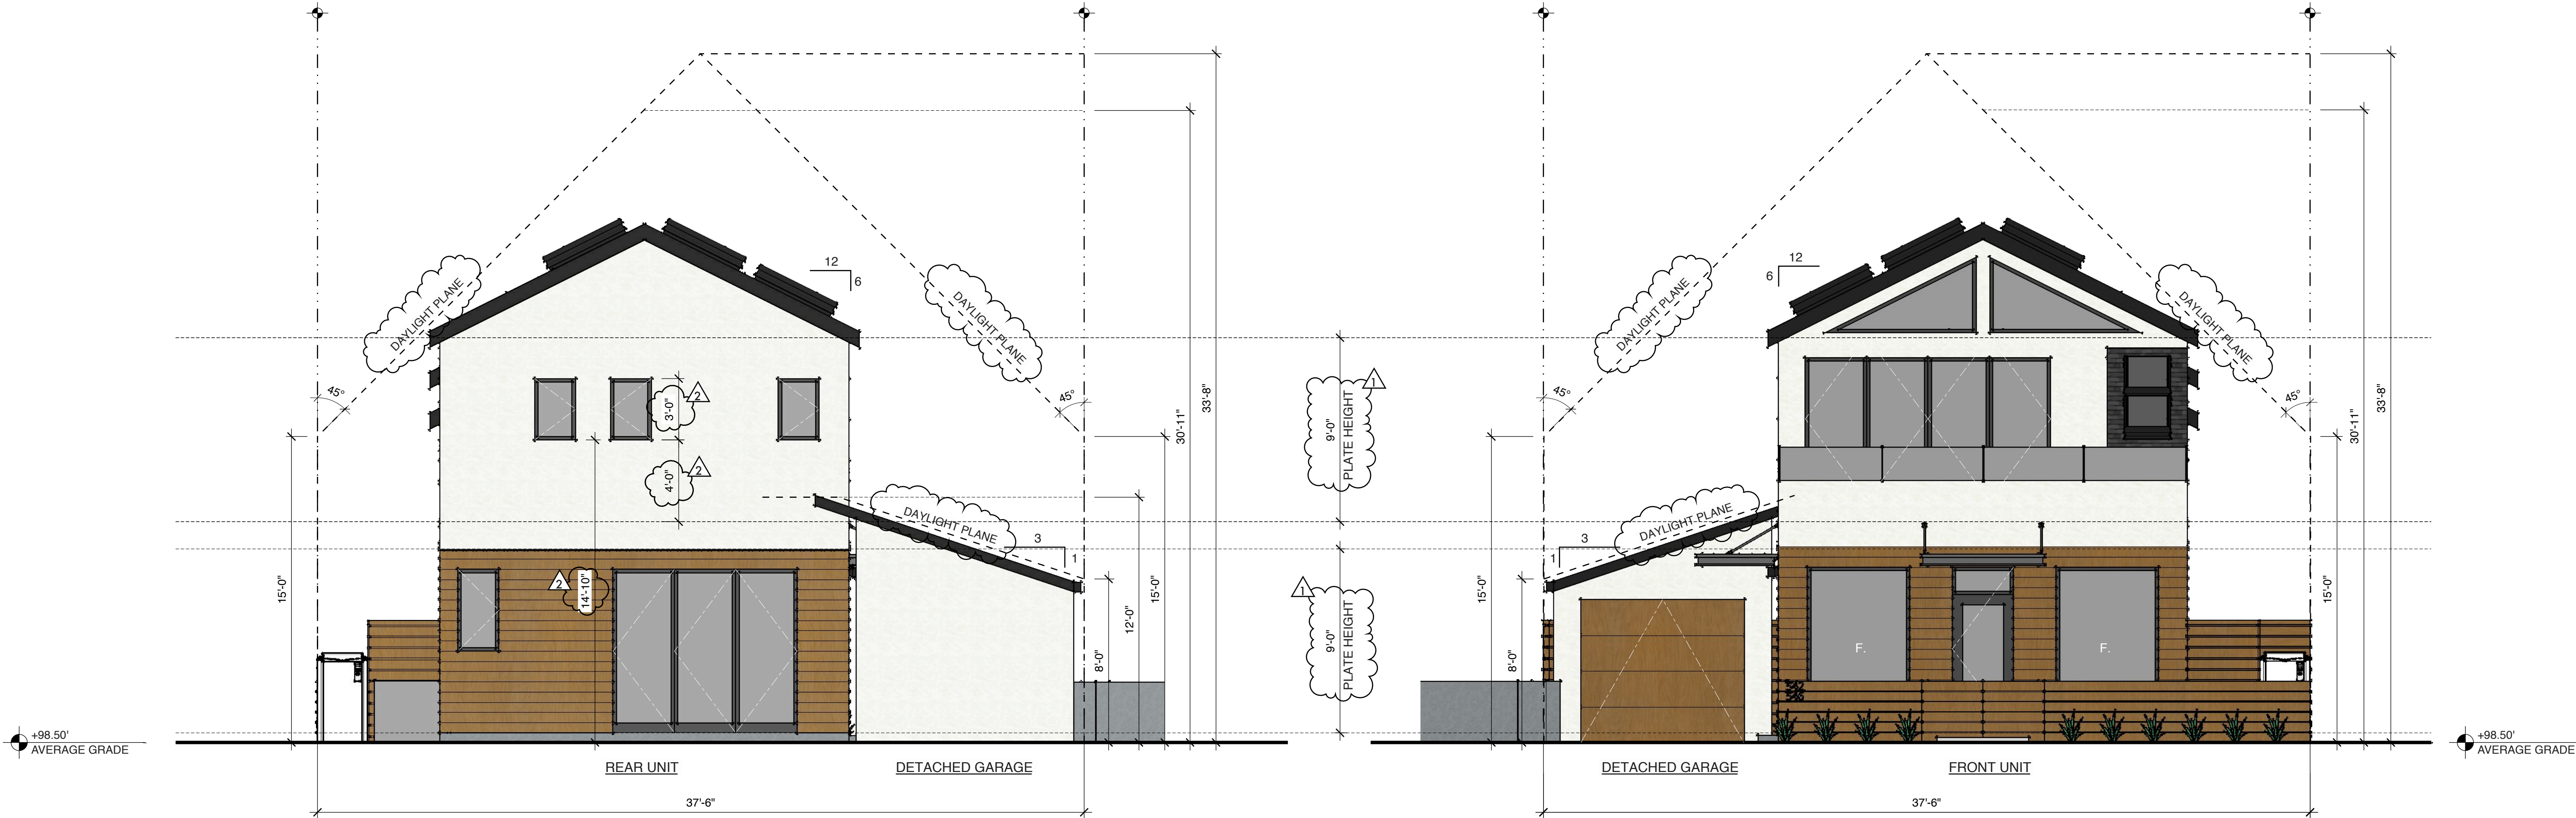 12
6
DAYLIGHT PLANE
DAYLIGHT PLANE
45°
45°
3'-0"
2
4'-0"
2
30'-11"
33'-8"
DAYLIGHT PLANE
3
1
2
14'-10"
15'-0"
8'-0"
12'-0"
15'-0"
+98.50'
AVERAGE GRADE
REAR UNIT
DETACHED GARAGE
37'-6"
1
9'-0"
PLATE HEIGHT
1
9'-0"
PLATE HEIGHT
12
6
DAYLIGHT PLANE
DAYLIGHT PLANE
45°
45°
30'-11"
33'-8"
DAYLIGHT PLANE
3
1
15'-0"
8'-0"
15'-0"
F.
F.
+98.50'
AVERAGE GRADE
DETACHED GARAGE
FRONT UNIT
37'-6"